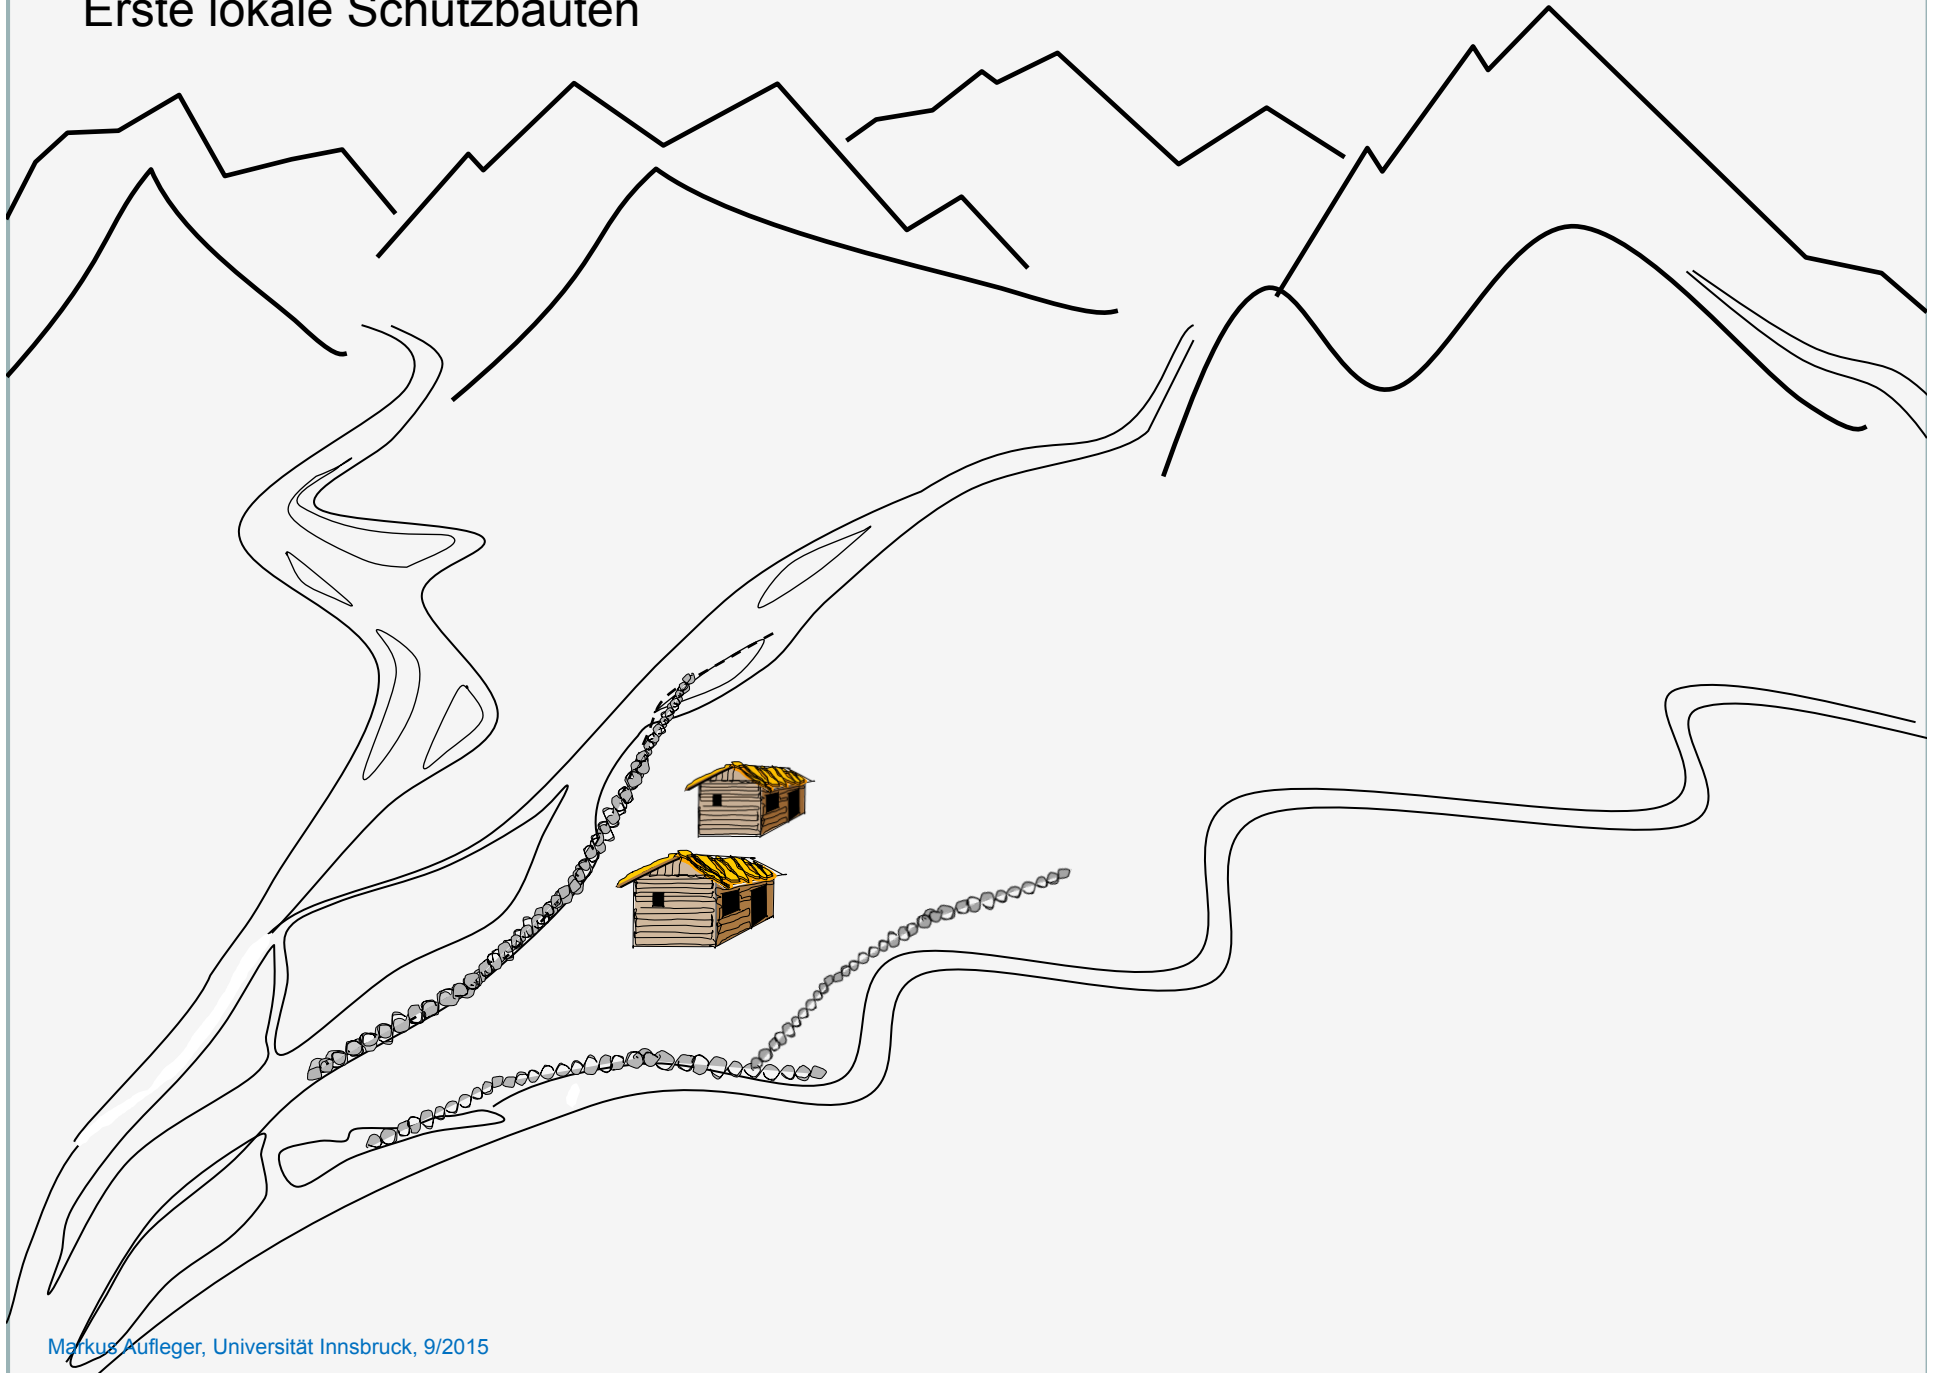 Erste lokale Schutzbauten
Markus Aufleger, Universität Innsbruck, 9/2015